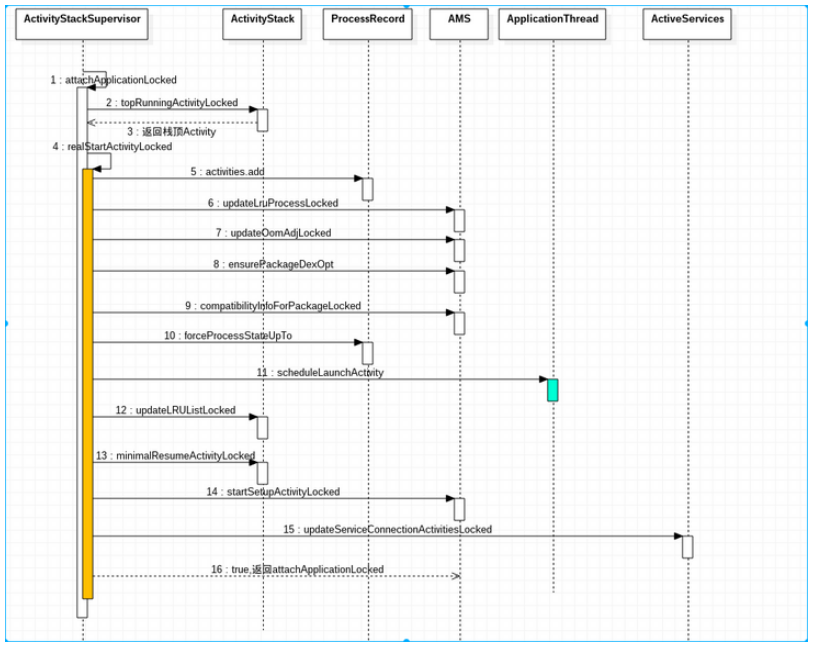 ActivityStackSupervisor
ActivityStack
ProcessRecord
AMS
ApplicationThread
ActiveServices
1 : attachApplicationLocked
2 : topRunningActivityLocked
3 : 返回栈顶Activity
4 : realStartActivityLocked
5 : activities.add
6 : updateLruProcessLocked
7 : updateOomAdjLocked
8 : ensurePackageDexOpt
9 : compatibilityInfoForPackageLocked
10 : forceProcessStateUpTo
11 : scheduleLaunchActivity
12 : updateLRUListLocked
13 : minimalResumeActivityLocked
14 : startSetupActivityLocked
15 : updateServiceConnectionActivitiesLocked
16 : true,返回attachApplicationLocked